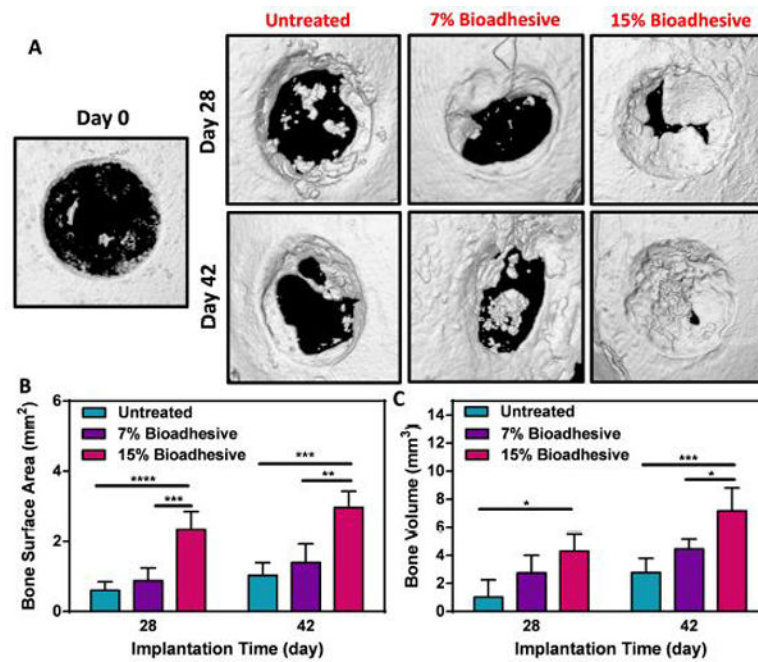 Untreated
7% Bioadhesive
15% Bioadhesive
A
Day 0
Day 28
Day 42
B
Bone Surface Area (mm²)
6
4
2
0
Untreated
7% Bioadhesive
15% Bioadhesive
****
***
***
**
28
42
Implantation Time (day)
C
Bone Volume (mm³)
14
12
10
8
6
4
2
0
Untreated
7% Bioadhesive
15% Bioadhesive
*
***
*
28
42
Implantation Time (day)